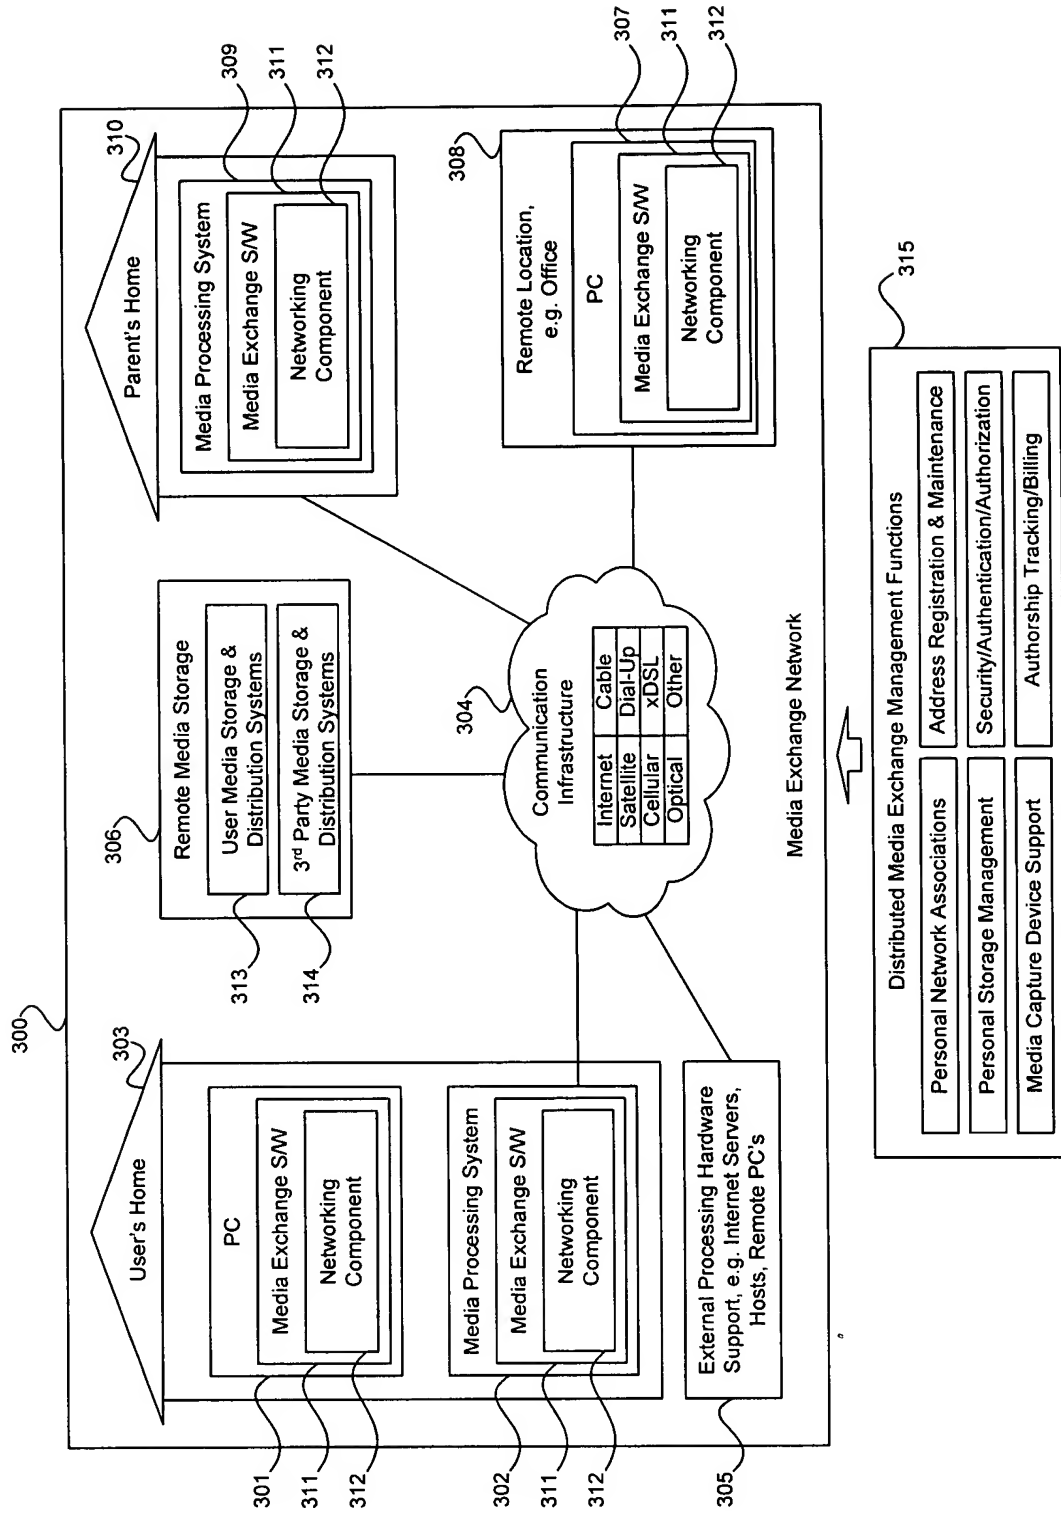 300
303
User's Home
PC
Media Exchange S/W
Networking
Component
301
311
312
Media Processing System
Media Exchange S/W
Networking
Component
302
311
312
External Processing Hardware
Support, e.g. Internet Servers,
Hosts, Remote PC's
305
306
Remote Media Storage
User Media Storage &
Distribution Systems
3rd Party Media Storage &
Distribution Systems
313
314
304
Communication
Infrastructure
Internet Cable
Satellite Dial-Up
Cellular xDSL
Optical Other
310
Parent's Home
Media Processing System
Media Exchange S/W
Networking
Component
309
311
312
308
Remote Location,
e.g. Office
PC
Media Exchange S/W
Networking
Component
307
311
312
Media Exchange Network
Distributed Media Exchange Management Functions
315
Personal Network Associations
Address Registration & Maintenance
Personal Storage Management
Security/Authentication/Authorization
Media Capture Device Support
Authorship Tracking/Billing